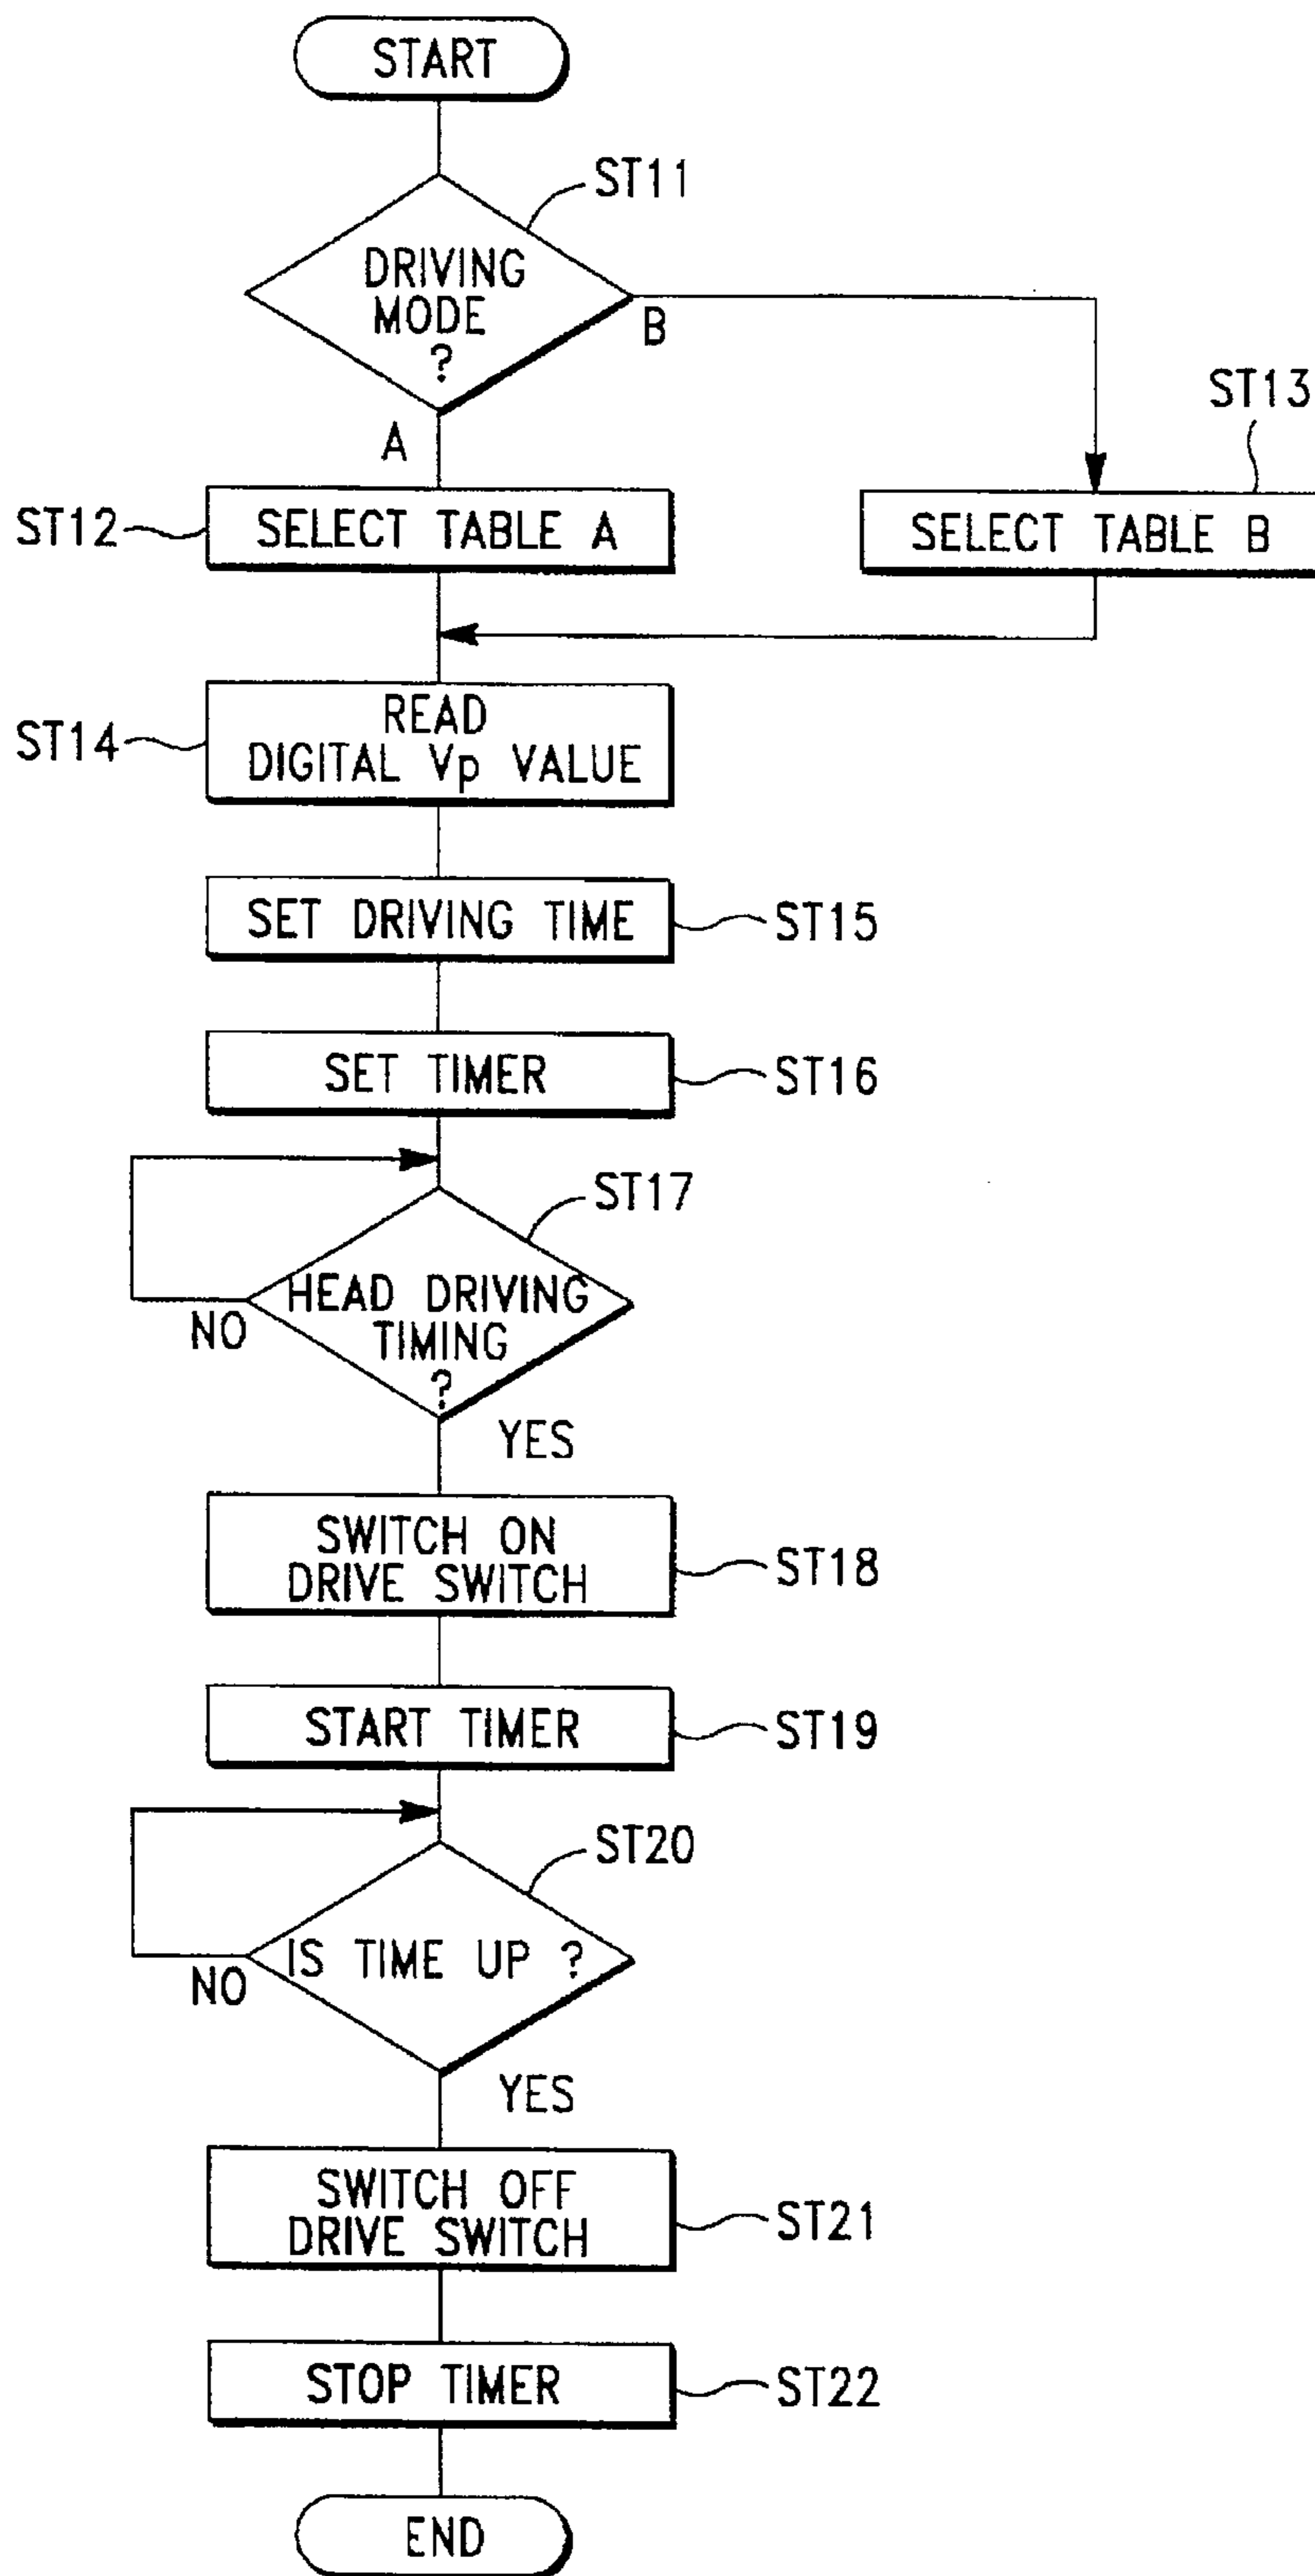 START
ST11
DRIVING
MODE
?
B
A
ST13
ST12
SELECT TABLE A
SELECT TABLE B
ST14
READ
DIGITAL Vp VALUE
SET DRIVING TIME
ST15
SET TIMER
ST16
ST17
HEAD DRIVING
TIMING
?
NO
YES
SWITCH ON
DRIVE SWITCH
ST18
START TIMER
ST19
ST20
IS TIME UP ?
NO
YES
SWITCH OFF
DRIVE SWITCH
ST21
STOP TIMER
ST22
END